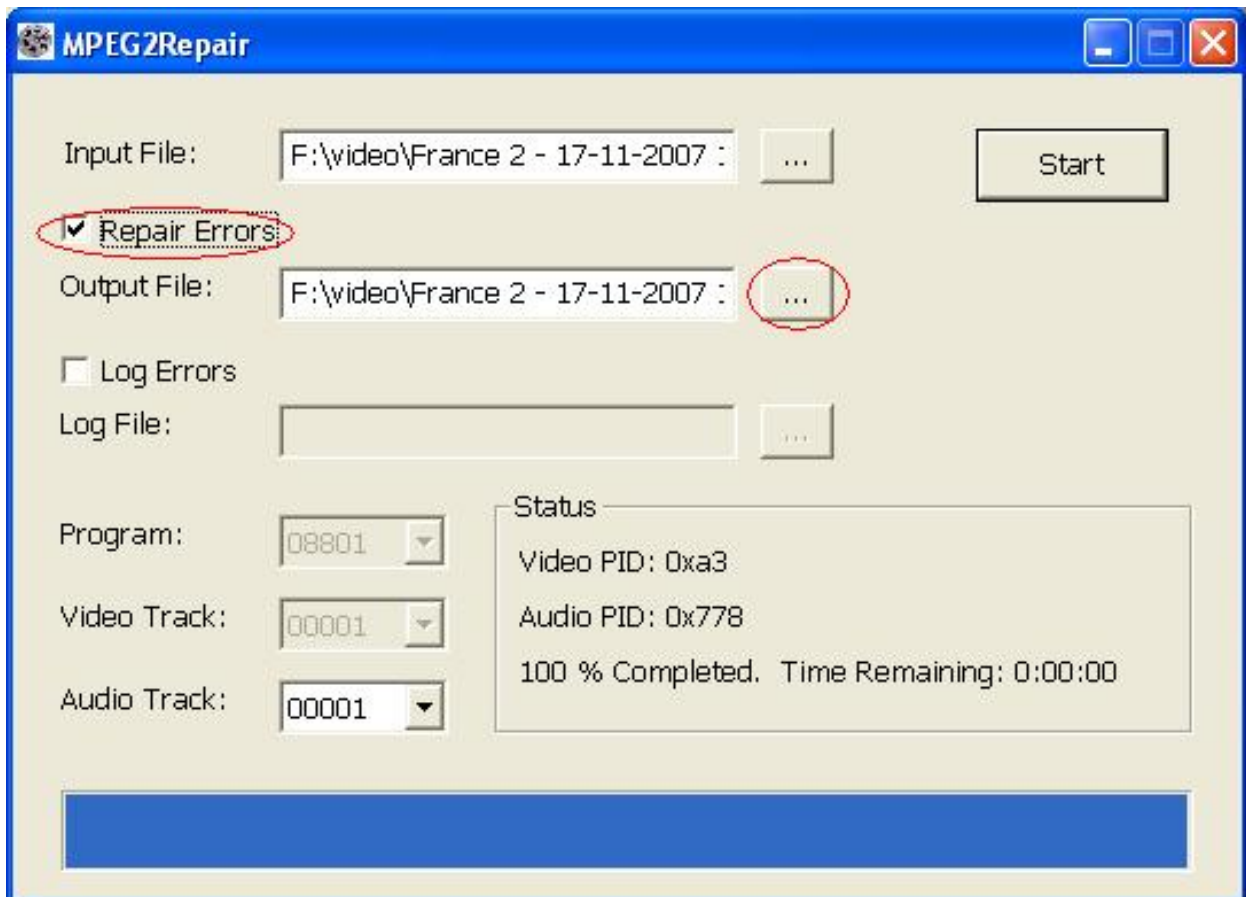 MPEG2Repair
Input File: F:\video\France 2 - 17-11-2007 : ... Start
Repair Errors
Output File: F:\video\France 2 - 17-11-2007 : ...
Log Errors
Log File: ...
Status
Program: 08801
Video PID: 0xa3
Video Track: 00001
Audio PID: 0x778
100 % Completed. Time Remaining: 0:00:00
Audio Track: 00001